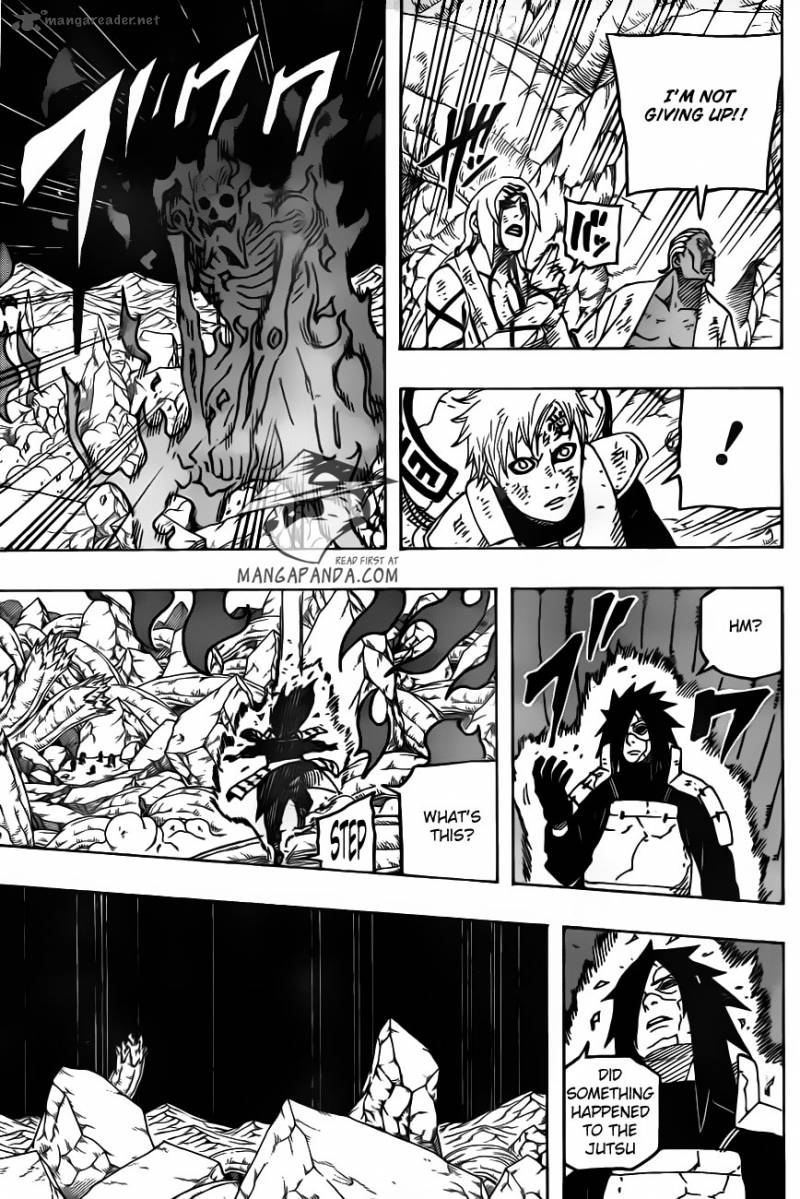 mangareader.net
I'M NOT
GIVING UP!!
ザ!!
バッ
!
ズ
READ FIRST AT
MANGAPANDA.COM
HM?
WHAT'S
THIS?
STEP
DID
SOMETHING
HAPPENED
TO THE
JUTSU